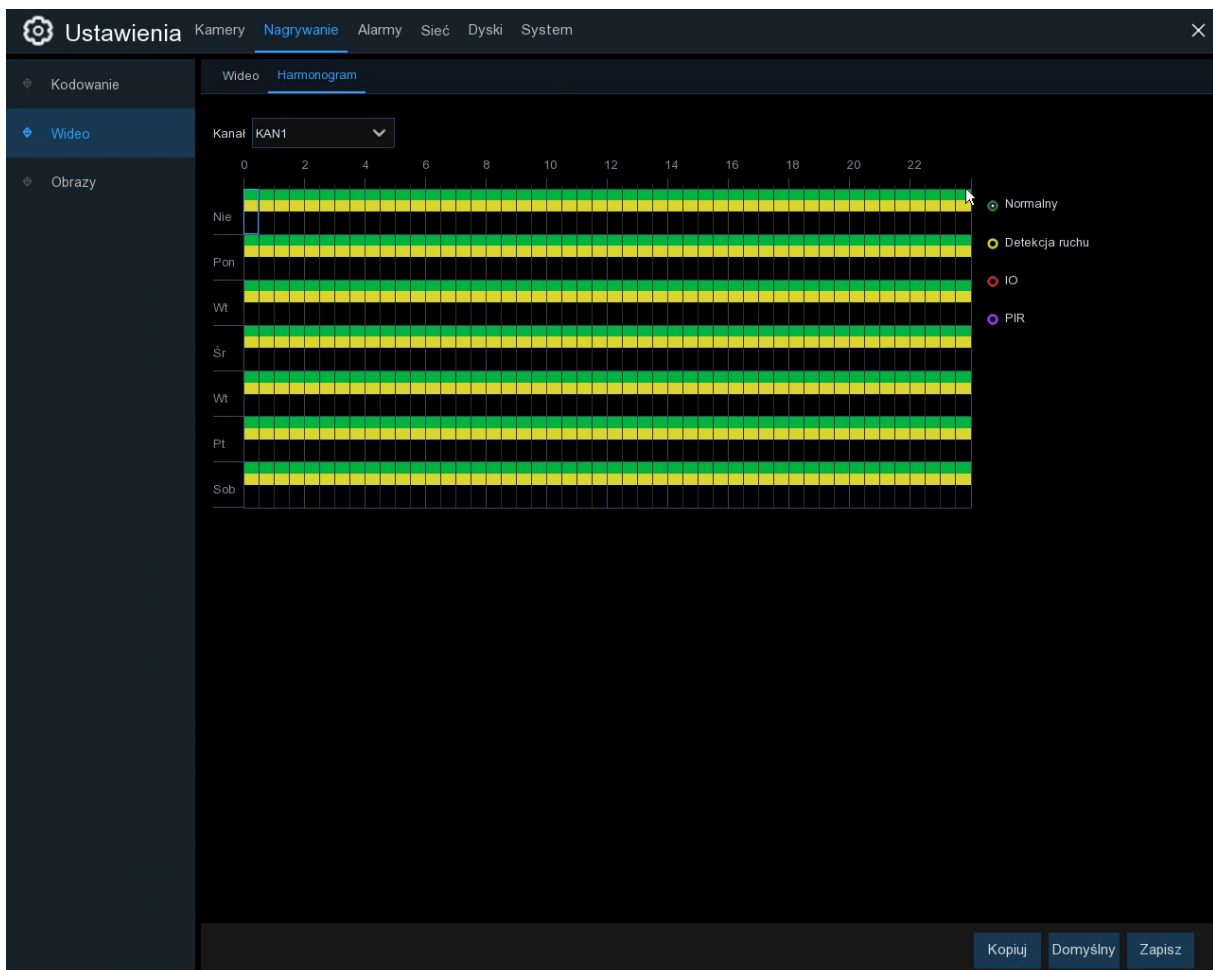 Ustawienia Kamery Nagrywanie Alarmy Sieć Dyski System
Kodowanie
Wideo
Obrazy
Wideo Harmonogram
Kanał KAN1
0 2 4 6 8 10 12 14 16 18 20 22
Nie
Pon
Wt
Śr
Wt
Pt
Sob
Normalny
Detekcja ruchu
IO
PIR
Kopiuj Domyślny Zapisz